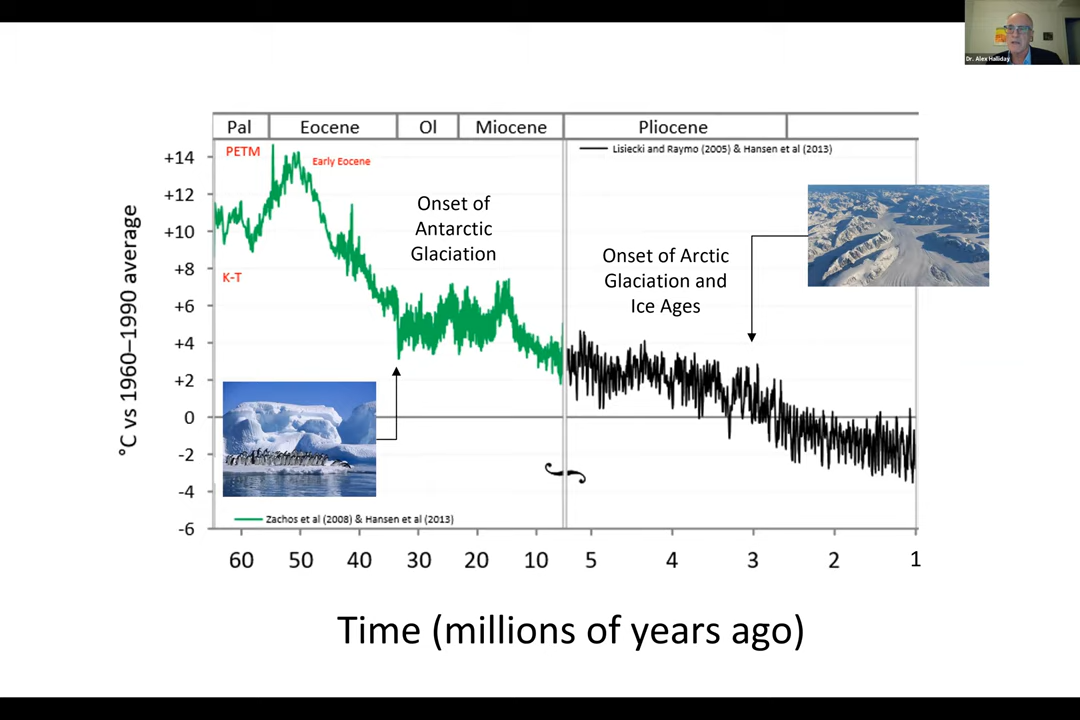 Dr. Alex Halliday
Pal Eocene Ol Miocene Pliocene
PETM
Early Eocene
K-T
Onset of
Antarctic
Glaciation
Lisiecki and Raymo (2005) & Hansen et al (2013)
Onset of Arctic
Glaciation and
Ice Ages
°C vs 1960–1990 average
+14
+12
+10
+8
+6
+4
+2
0
-2
-4
-6
Zachos et al (2008) & Hansen et al (2013)
60 50 40 30 20 10 5 4 3 2 1
Time (millions of years ago)